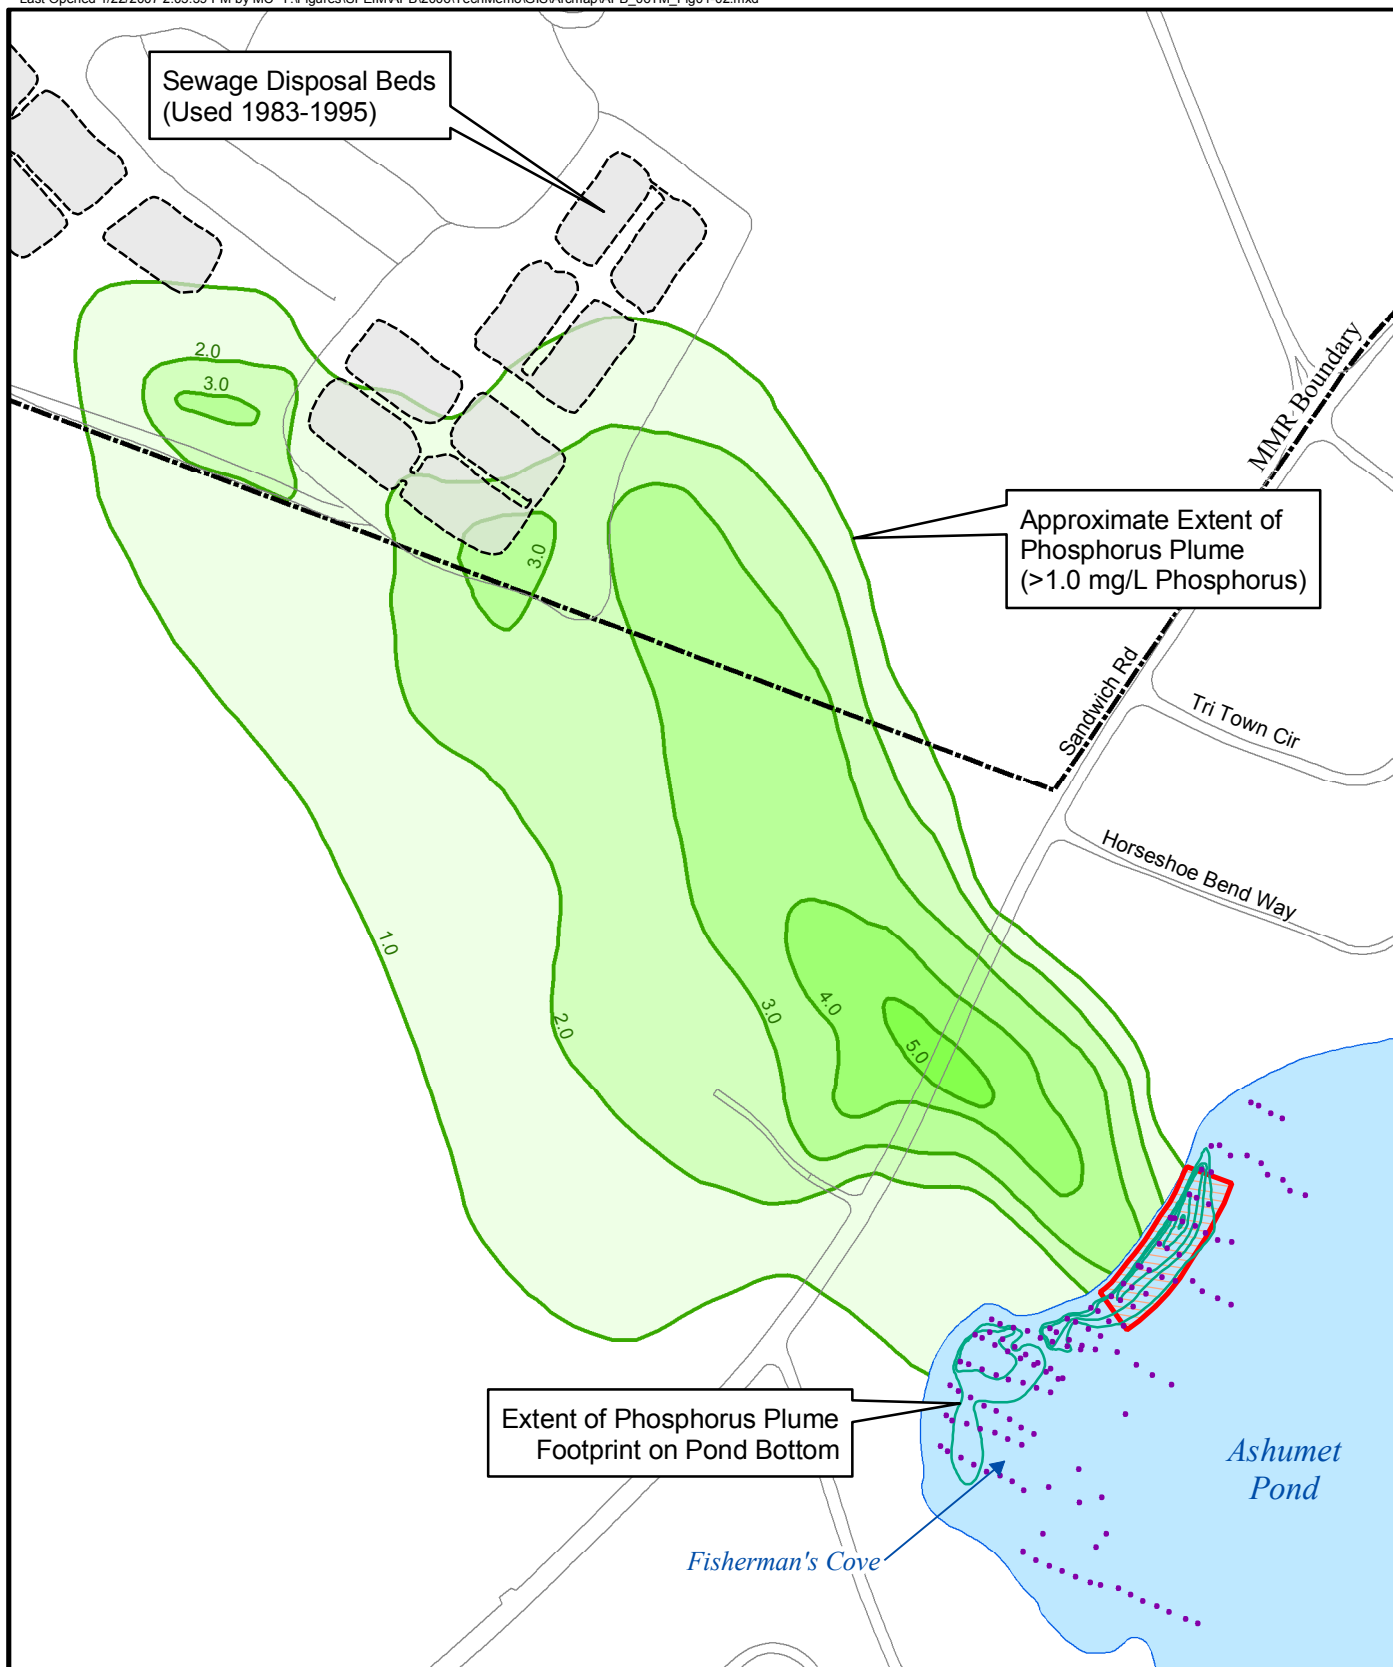 Sewage Disposal Beds
(Used 1983-1995)
2.0
3.0
MMR Boundary
Approximate Extent of
Phosphorus Plume
(>1.0 mg/L Phosphorus)
3.0
Sandwich Rd
Tri Town Cir
Horseshoe Bend Way
1.0
2.0
3.0
4.0
5.0
Extent of Phosphorus Plume
Footprint on Pond Bottom
Ashumet
Pond
Fisherman's Cove